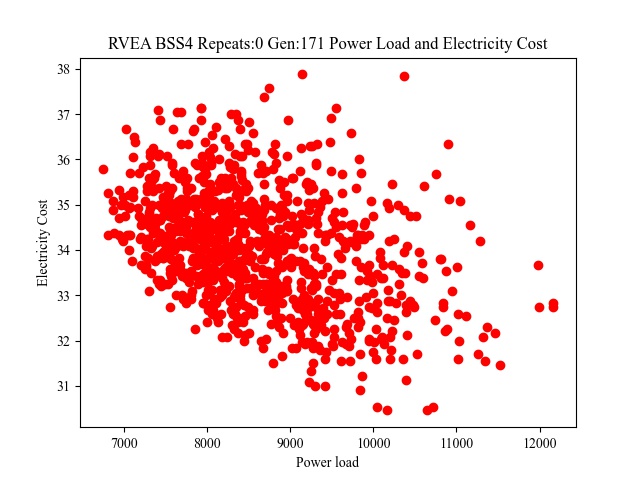 RVEA BSS4 Repeats:0 Gen:171 Power Load and Electricity Cost
38
37
36
35
34
33
32
31
Electricity Cost
7000 8000 9000 10000 11000 12000
Power load